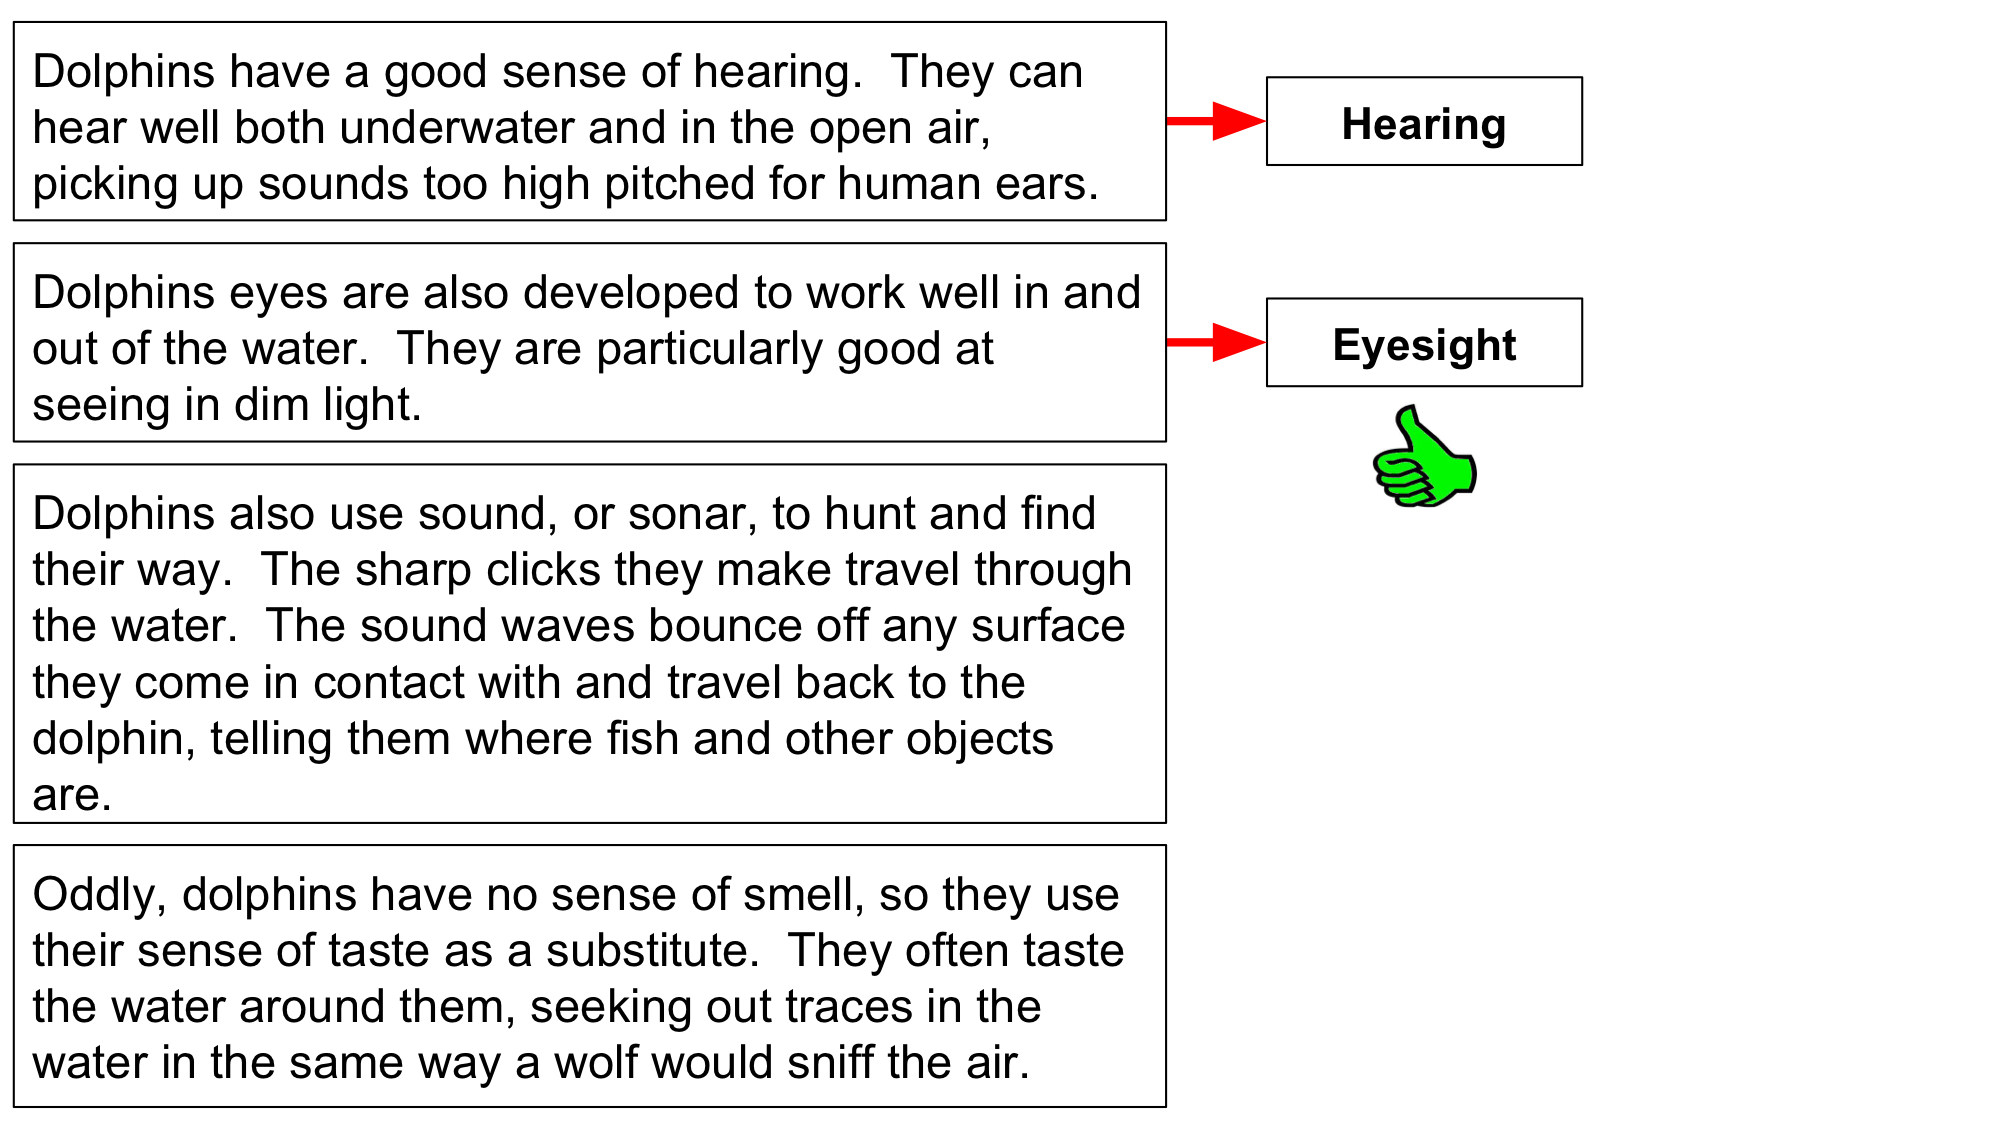 Dolphins have a good sense of hearing.  They can
hear well both underwater and in the open air,
picking up sounds too high pitched for human ears.
Hearing
Dolphins eyes are also developed to work well in and
out of the water.  They are particularly good at
seeing in dim light.
Eyesight
Dolphins also use sound, or sonar, to hunt and find
their way.  The sharp clicks they make travel through
the water.  The sound waves bounce off any surface
they come in contact with and travel back to the
dolphin, telling them where fish and other objects
are.
Oddly, dolphins have no sense of smell, so they use
their sense of taste as a substitute.  They often taste
the water around them, seeking out traces in the
water in the same way a wolf would sniff the air.